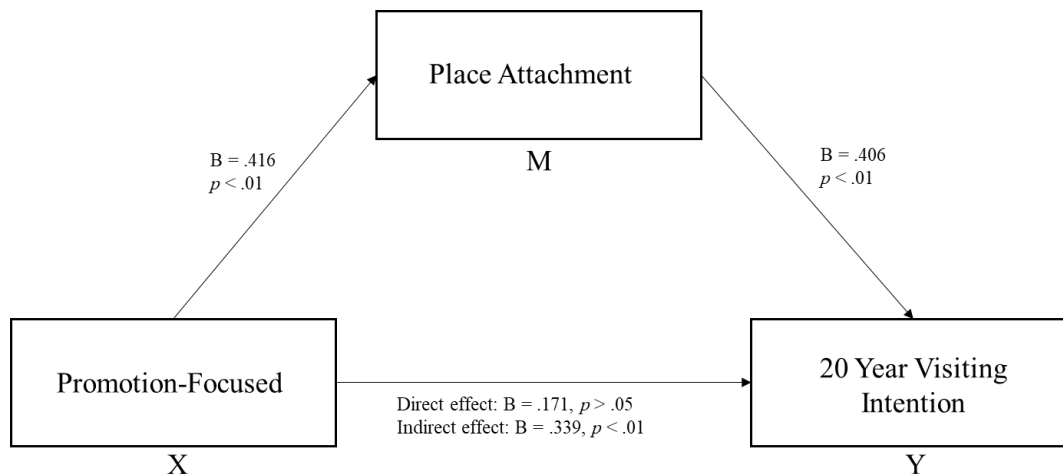 Place Attachment
M
B = .416
p < .01
B = .406
p < .01
Promotion-Focused
X
Direct effect: B = .171, p > .05
Indirect effect: B = .339, p < .01
20 Year Visiting
Intention
Y